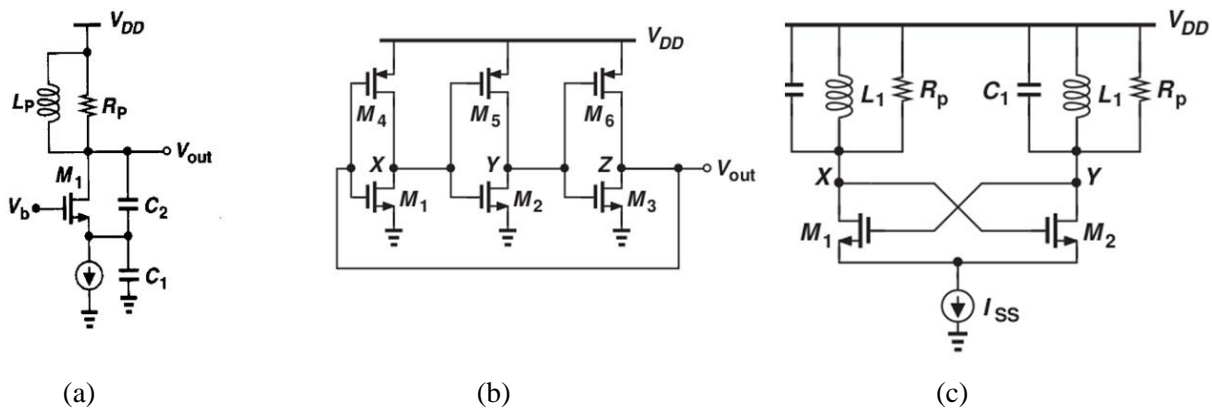 V_DD
L_P
R_P
V_out
M_1
V_b
C_2
C_1
(a)
V_DD
M_4
M_5
M_6
X
Y
Z
V_out
M_1
M_2
M_3
(b)
V_DD
L_1
R_p
C_1
L_1
R_p
X
Y
M_1
M_2
I_SS
(c)